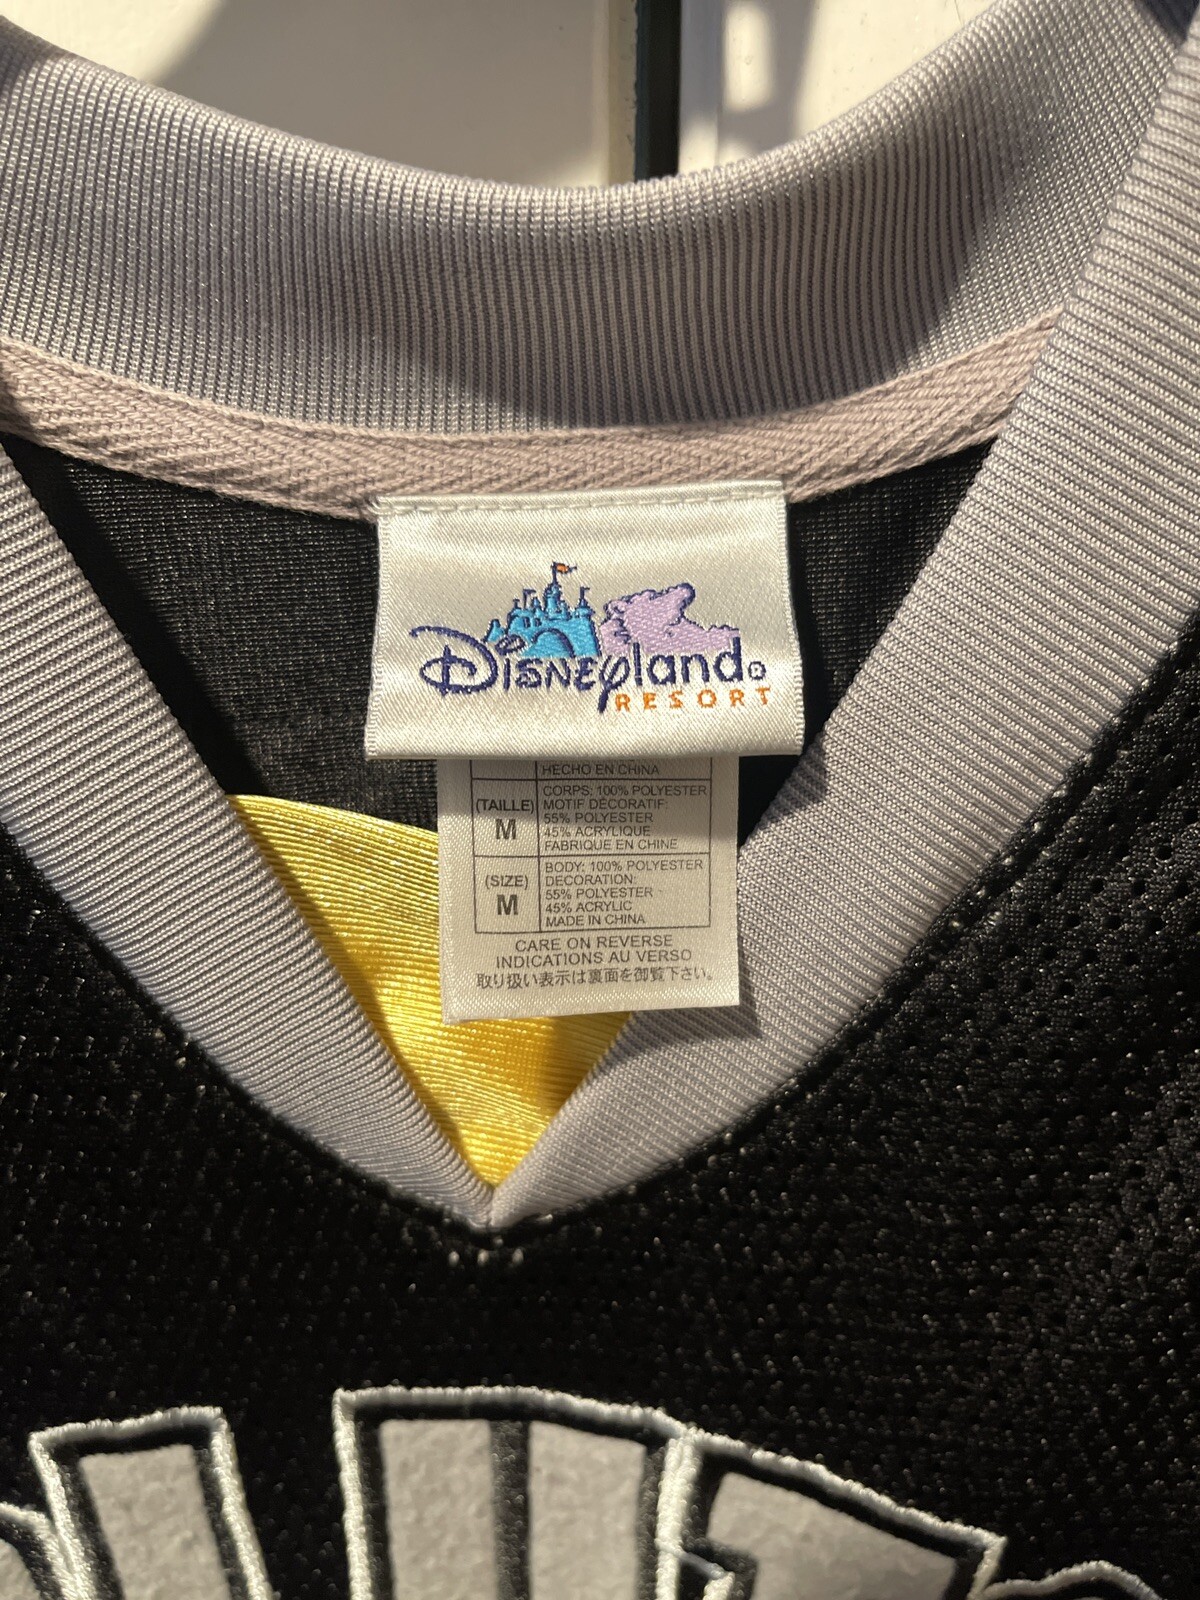 Disneyland®
RESORT
HECHO EN CHINA
(TAILLE)
M
CORPS: 100% POLYESTER
MOTIF DÉCORATIF:
55% POLYESTER
45% ACRYLIQUE
FABRIQUE EN CHINE
(SIZE)
M
BODY: 100% POLYESTER
DECORATION:
55% POLYESTER
45% ACRYLIC
MADE IN CHINA
CARE ON REVERSE
INDICATIONS AU VERSO
取り扱い表示は裏面を御覧下さい。